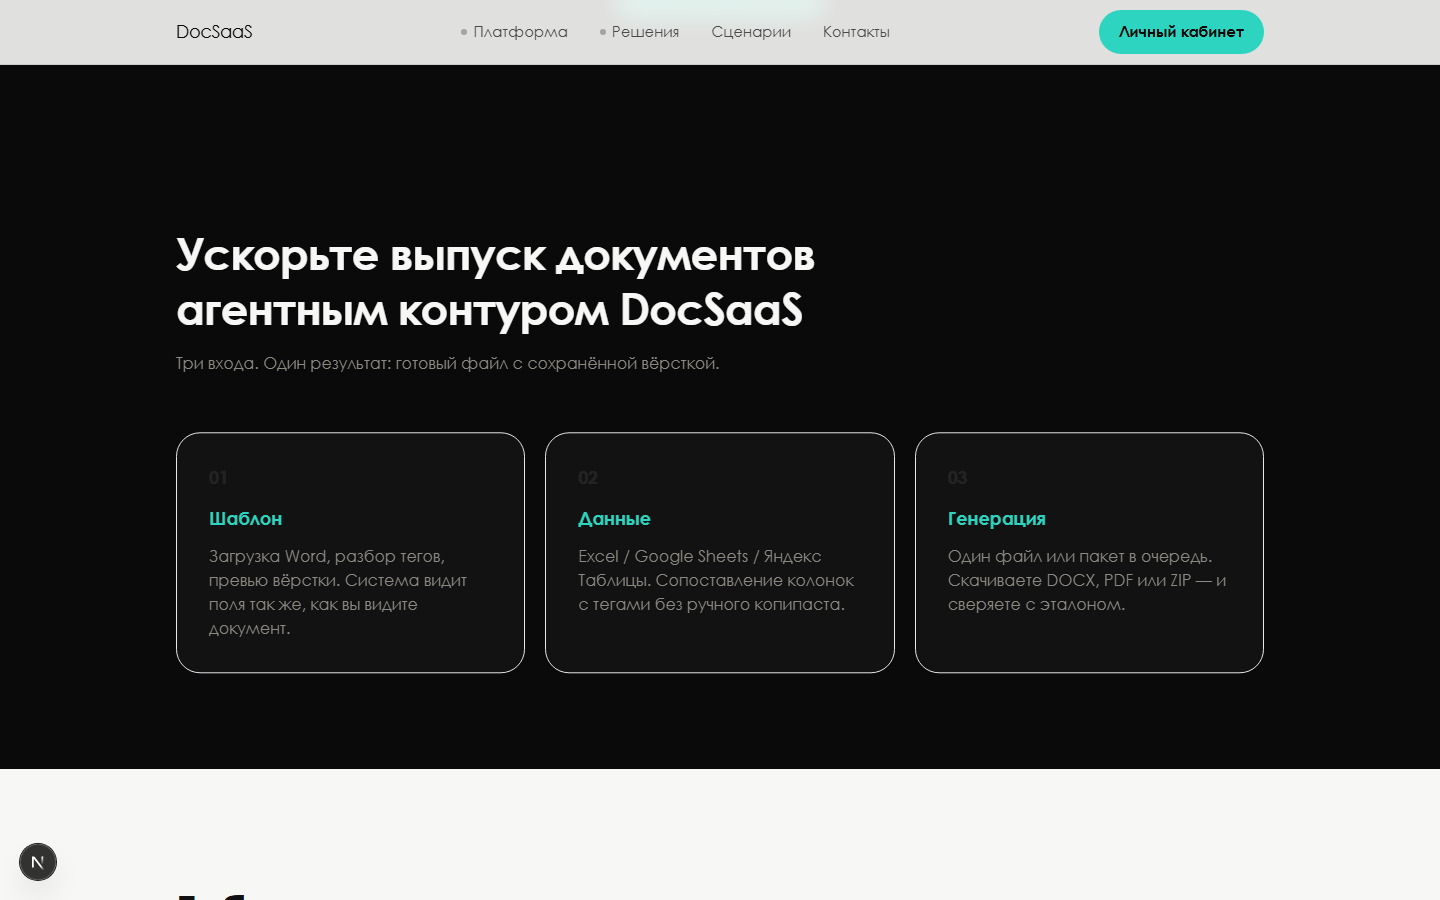 DocSaaS
Платформа
Решения
Сценарии
Контакты
Личный кабинет
Ускорьте выпуск документов
агентным контуром DocSaaS
Три входа. Один результат: готовый файл с сохранённой вёрсткой.
01
Шаблон
Загрузка Word, разбор тегов,
превью вёрстки. Система видит
поля так же, как вы видите
документ.
02
Данные
Excel / Google Sheets / Яндекс
Таблицы. Сопоставление колонок
с тегами без ручного копипаста.
03
Генерация
Один файл или пакет в очередь.
Скачиваете DOCX, PDF или ZIP — и
сверяете с эталоном.
N